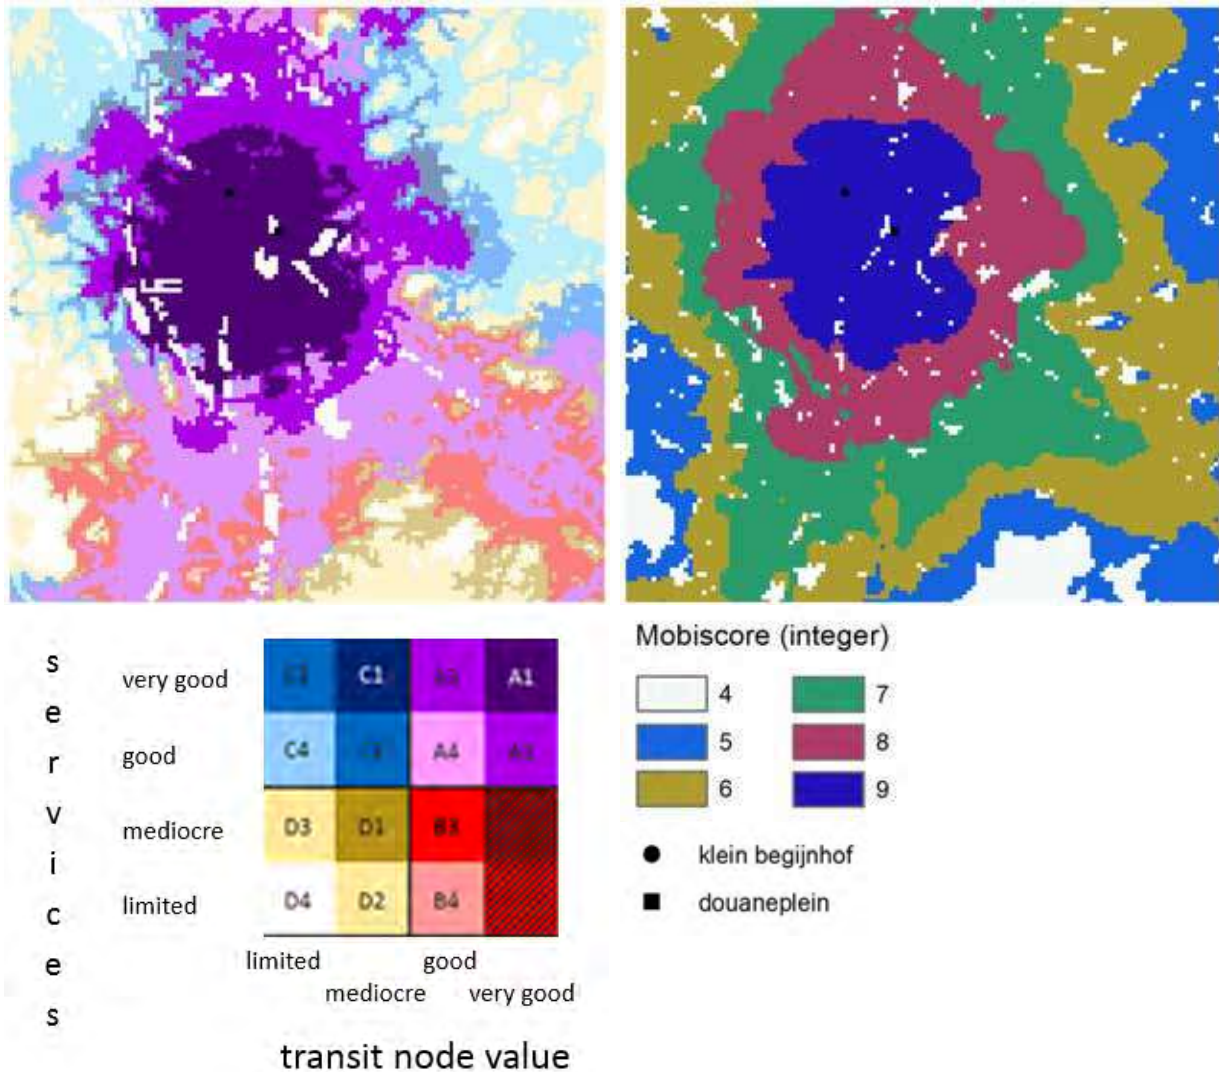 s
e
r
v
i
c
e
s
very good
good
mediocre
limited
C1
A1
C4
A4
D3
D1
B3
D4
D2
B4
limited
good
mediocre
very good
transit node value
Mobiscore (integer)
4
7
5
8
6
9
klein begijnhof
douaneplein